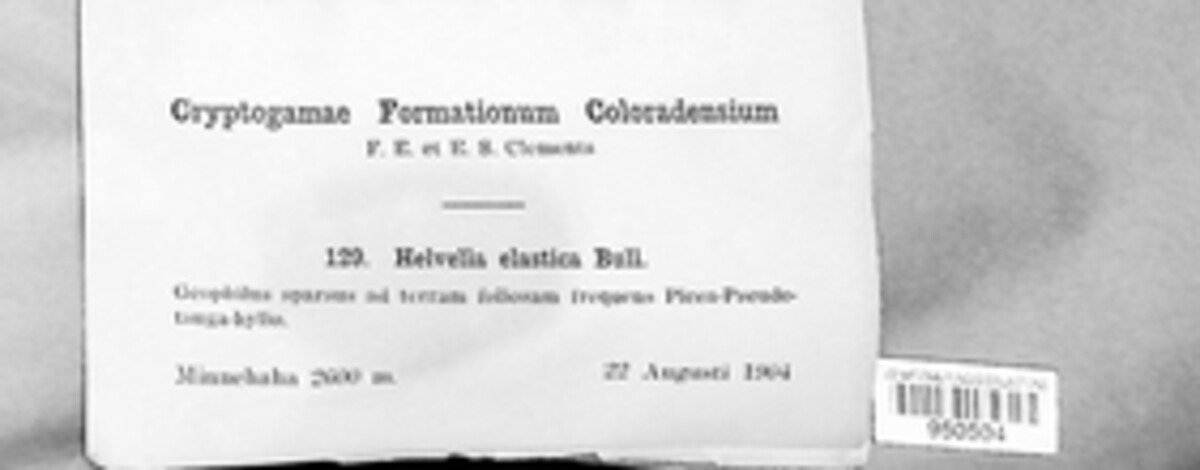 Cryptogamae Formationum Coloradensium
F. E. et E. S. Clements
129. Helvella elastica Bull.
Geophilus sparsus ad terram foliosam frequens Picea-Pseudo-
tsuga-hylio.
Minnehaha 2600 m. 22 Augusti 1904
950504